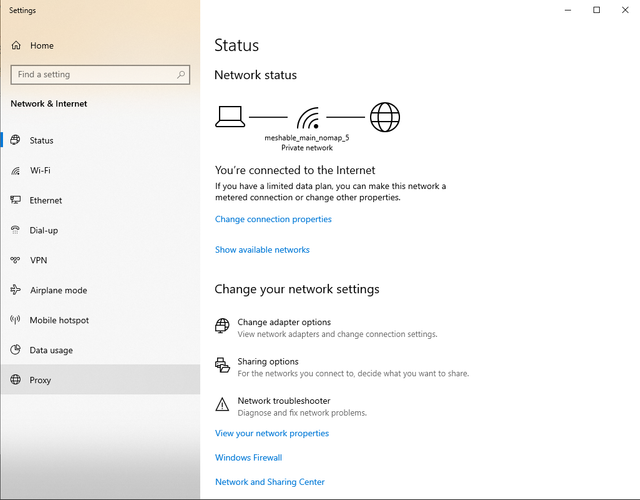 Settings
Home
Find a setting
Network & Internet
Status
Wi-Fi
Ethernet
Dial-up
VPN
Airplane mode
Mobile hotspot
Data usage
Proxy
Status
Network status
meshable_main_nomap_5
Private network
You're connected to the Internet
If you have a limited data plan, you can make this network a
metered connection or change other properties.
Change connection properties
Show available networks
Change your network settings
Change adapter options
View network adapters and change connection settings.
Sharing options
For the networks you connect to, decide what you want to share.
Network troubleshooter
Diagnose and fix network problems.
View your network properties
Windows Firewall
Network and Sharing Center